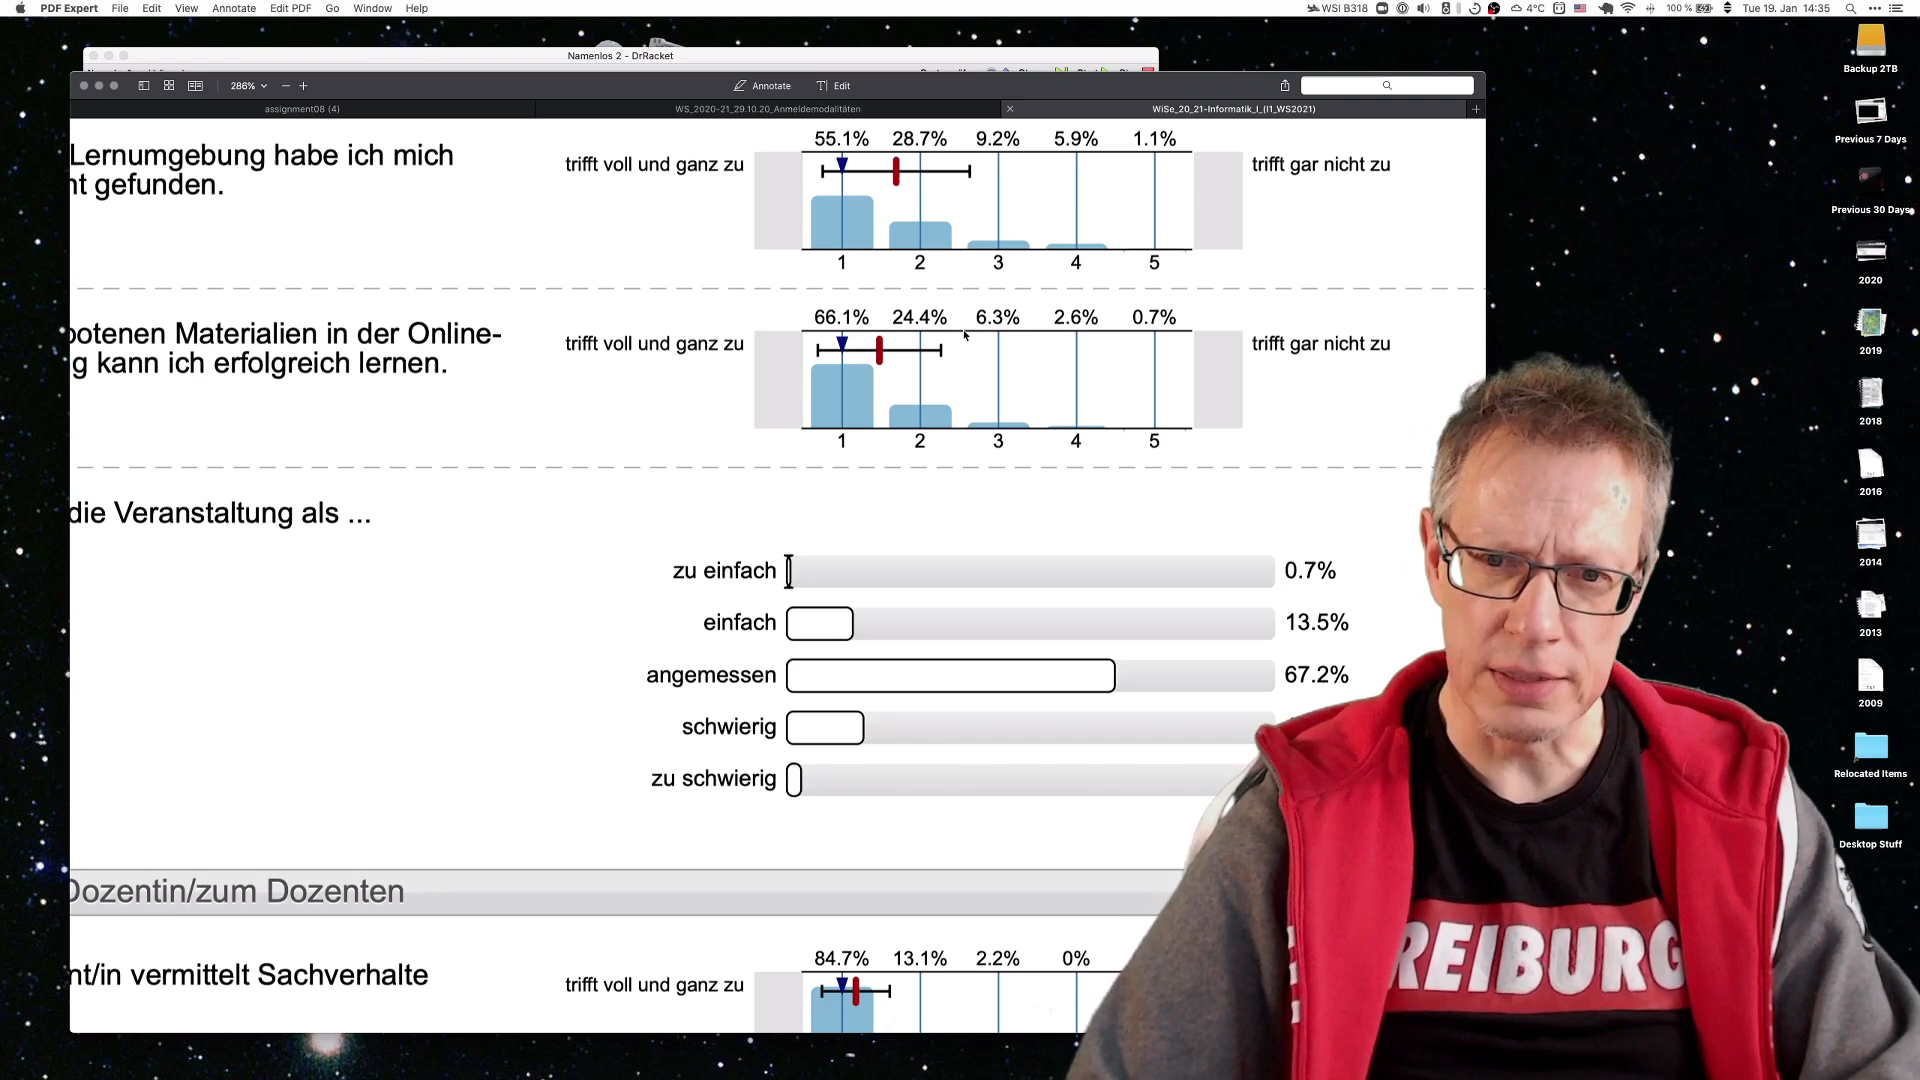 PDF Expert File Edit View Annotate Edit PDF Go Window Help
WSI B318
4°C
100 %
Tue 19. Jan 14:35
Namenlos 2 - DrRacket
286%
Annotate
Edit
assignment08 (4)
WS_2020-21_29.10.20_Anmeldemodalitäten
WiSe_20_21-Informatik_I_(I1_WS2021)
55.1% 28.7% 9.2% 5.9% 1.1%
Lernumgebung habe ich mich
trifft voll und ganz zu
trifft gar nicht zu
gefunden.
1 2 3 4 5
66.1% 24.4% 6.3% 2.6% 0.7%
botenen Materialien in der Online-
trifft voll und ganz zu
trifft gar nicht zu
g kann ich erfolgreich lernen.
1 2 3 4 5
die Veranstaltung als ...
zu einfach 0.7%
einfach 13.5%
angemessen 67.2%
schwierig
zu schwierig
Dozentin/zum Dozenten
84.7% 13.1% 2.2% 0%
nt/in vermittelt Sachverhalte
trifft voll und ganz zu
REIBURG
Backup 2TB
Previous 7 Days
Previous 30 Days
2020
2019
2018
2016
2014
2013
2009
Relocated Items
Desktop Stuff